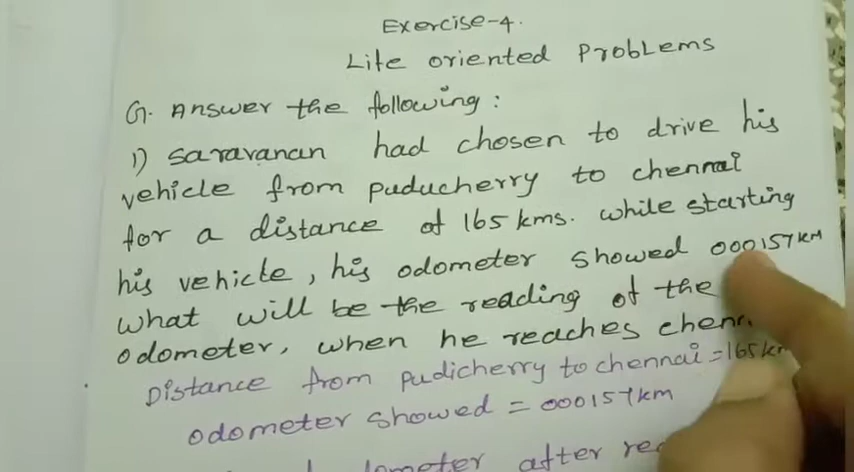 Exercise-4.
Life oriented Problems
G. Answer the following :
1) Saravanan had chosen to drive his
vehicle from puducherry to chennai
for a distance of 165 kms. while starting
his vehicle, his odometer showed 000157KM
what will be the reading of the
odometer, when he reaches
Distance from pudicherry to chennai = 165
odometer showed = 000157km
after